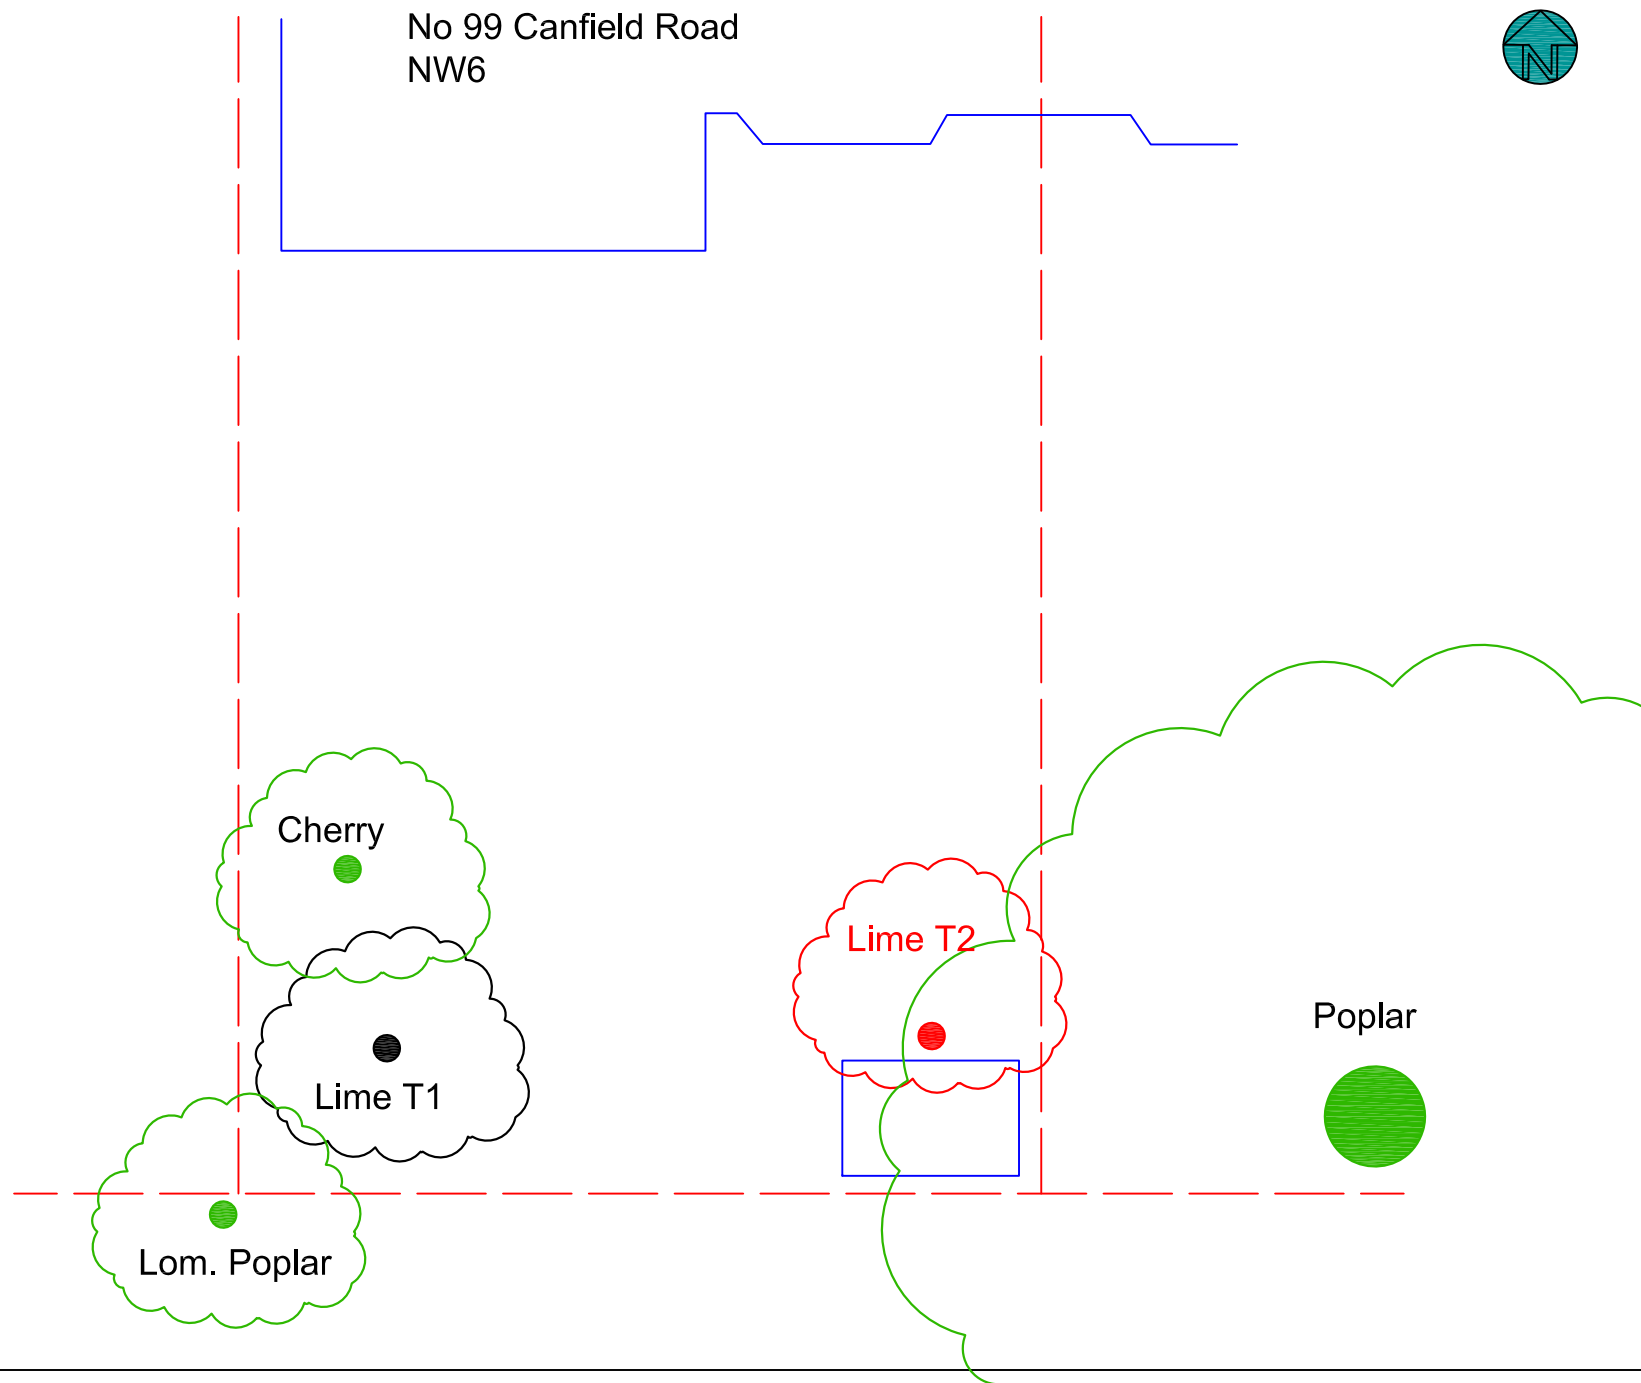 No 99 Canfield Road
NW6
N
Cherry
Lime T2
Poplar
Lime T1
Lom. Poplar